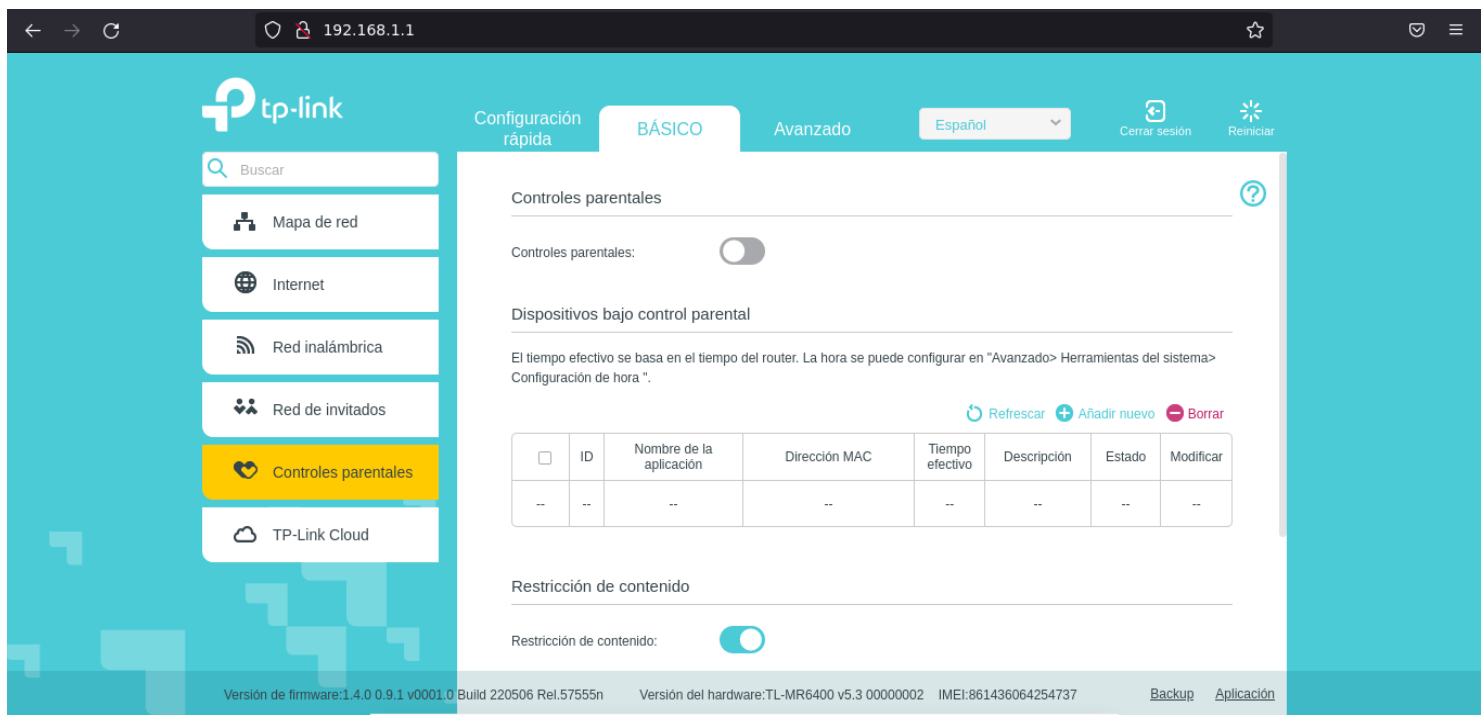 192.168.1.1
tp-link
Configuración
rápida
BÁSICO
Avanzado
Español
Cerrar sesión
Reiniciar
Buscar
Mapa de red
Internet
Red inalámbrica
Red de invitados
Controles parentales
TP-Link Cloud
Controles parentales
Controles parentales:
Dispositivos bajo control parental
El tiempo efectivo se basa en el tiempo del router. La hora se puede configurar en "Avanzado> Herramientas del sistema>
Configuración de hora ".
Refrescar Añadir nuevo Borrar
ID
Nombre de la
aplicación
Dirección MAC
Tiempo
efectivo
Descripción
Estado
Modificar
-- -- -- -- -- -- -- --
Restricción de contenido
Restricción de contenido:
Versión de firmware:1.4.0 0.9.1 v0001.0 Build 220506 Rel.57555n Versión del hardware:TL-MR6400 v5.3 00000002 IMEI:861436064254737 Backup Aplicación